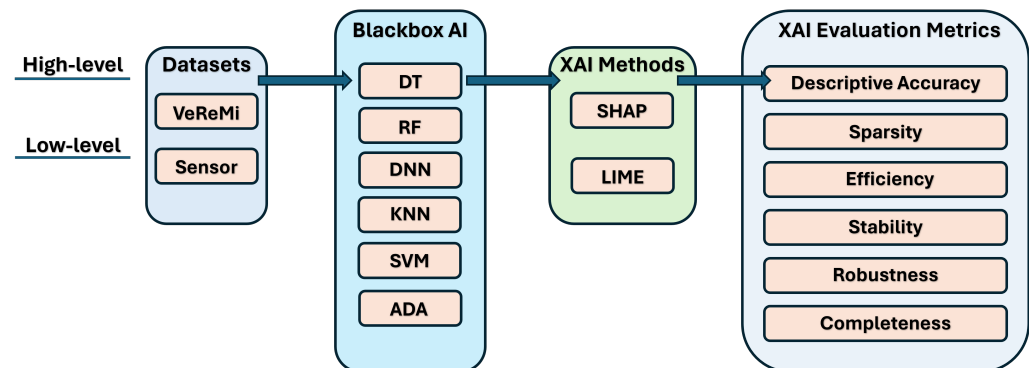 High-level
Low-level
Datasets
VeReMi
Sensor
Blackbox AI
DT
RF
DNN
KNN
SVM
ADA
XAI Methods
SHAP
LIME
XAI Evaluation Metrics
Descriptive Accuracy
Sparsity
Efficiency
Stability
Robustness
Completeness